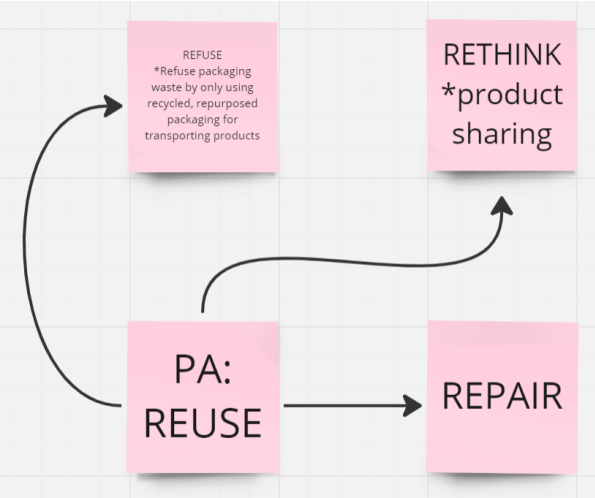 REFUSE
*Refuse packaging
waste by only using
recycled, repurposed
packaging for
transporting products
RETHINK
*product
sharing
PA:
REUSE
REPAIR